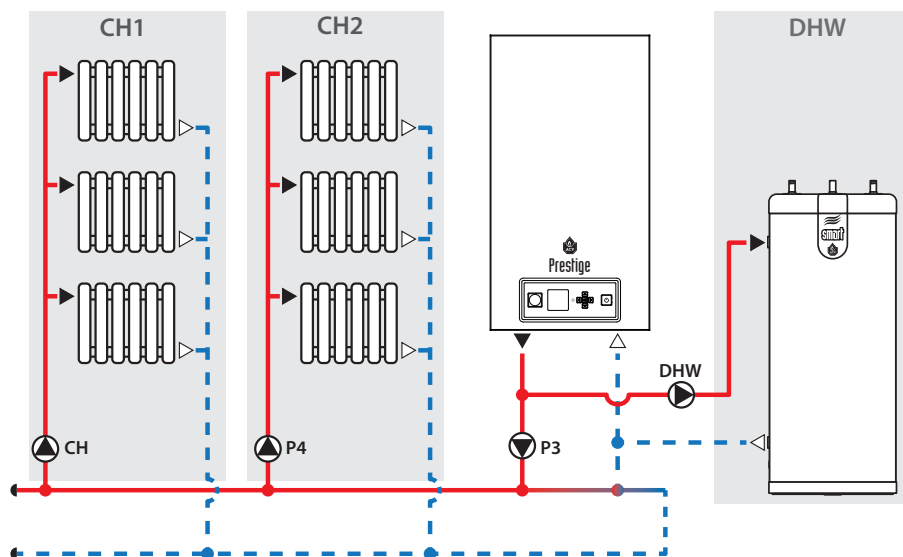 CH1
CH2
DHW
smart
Prestige
DHW
CH
P4
P3